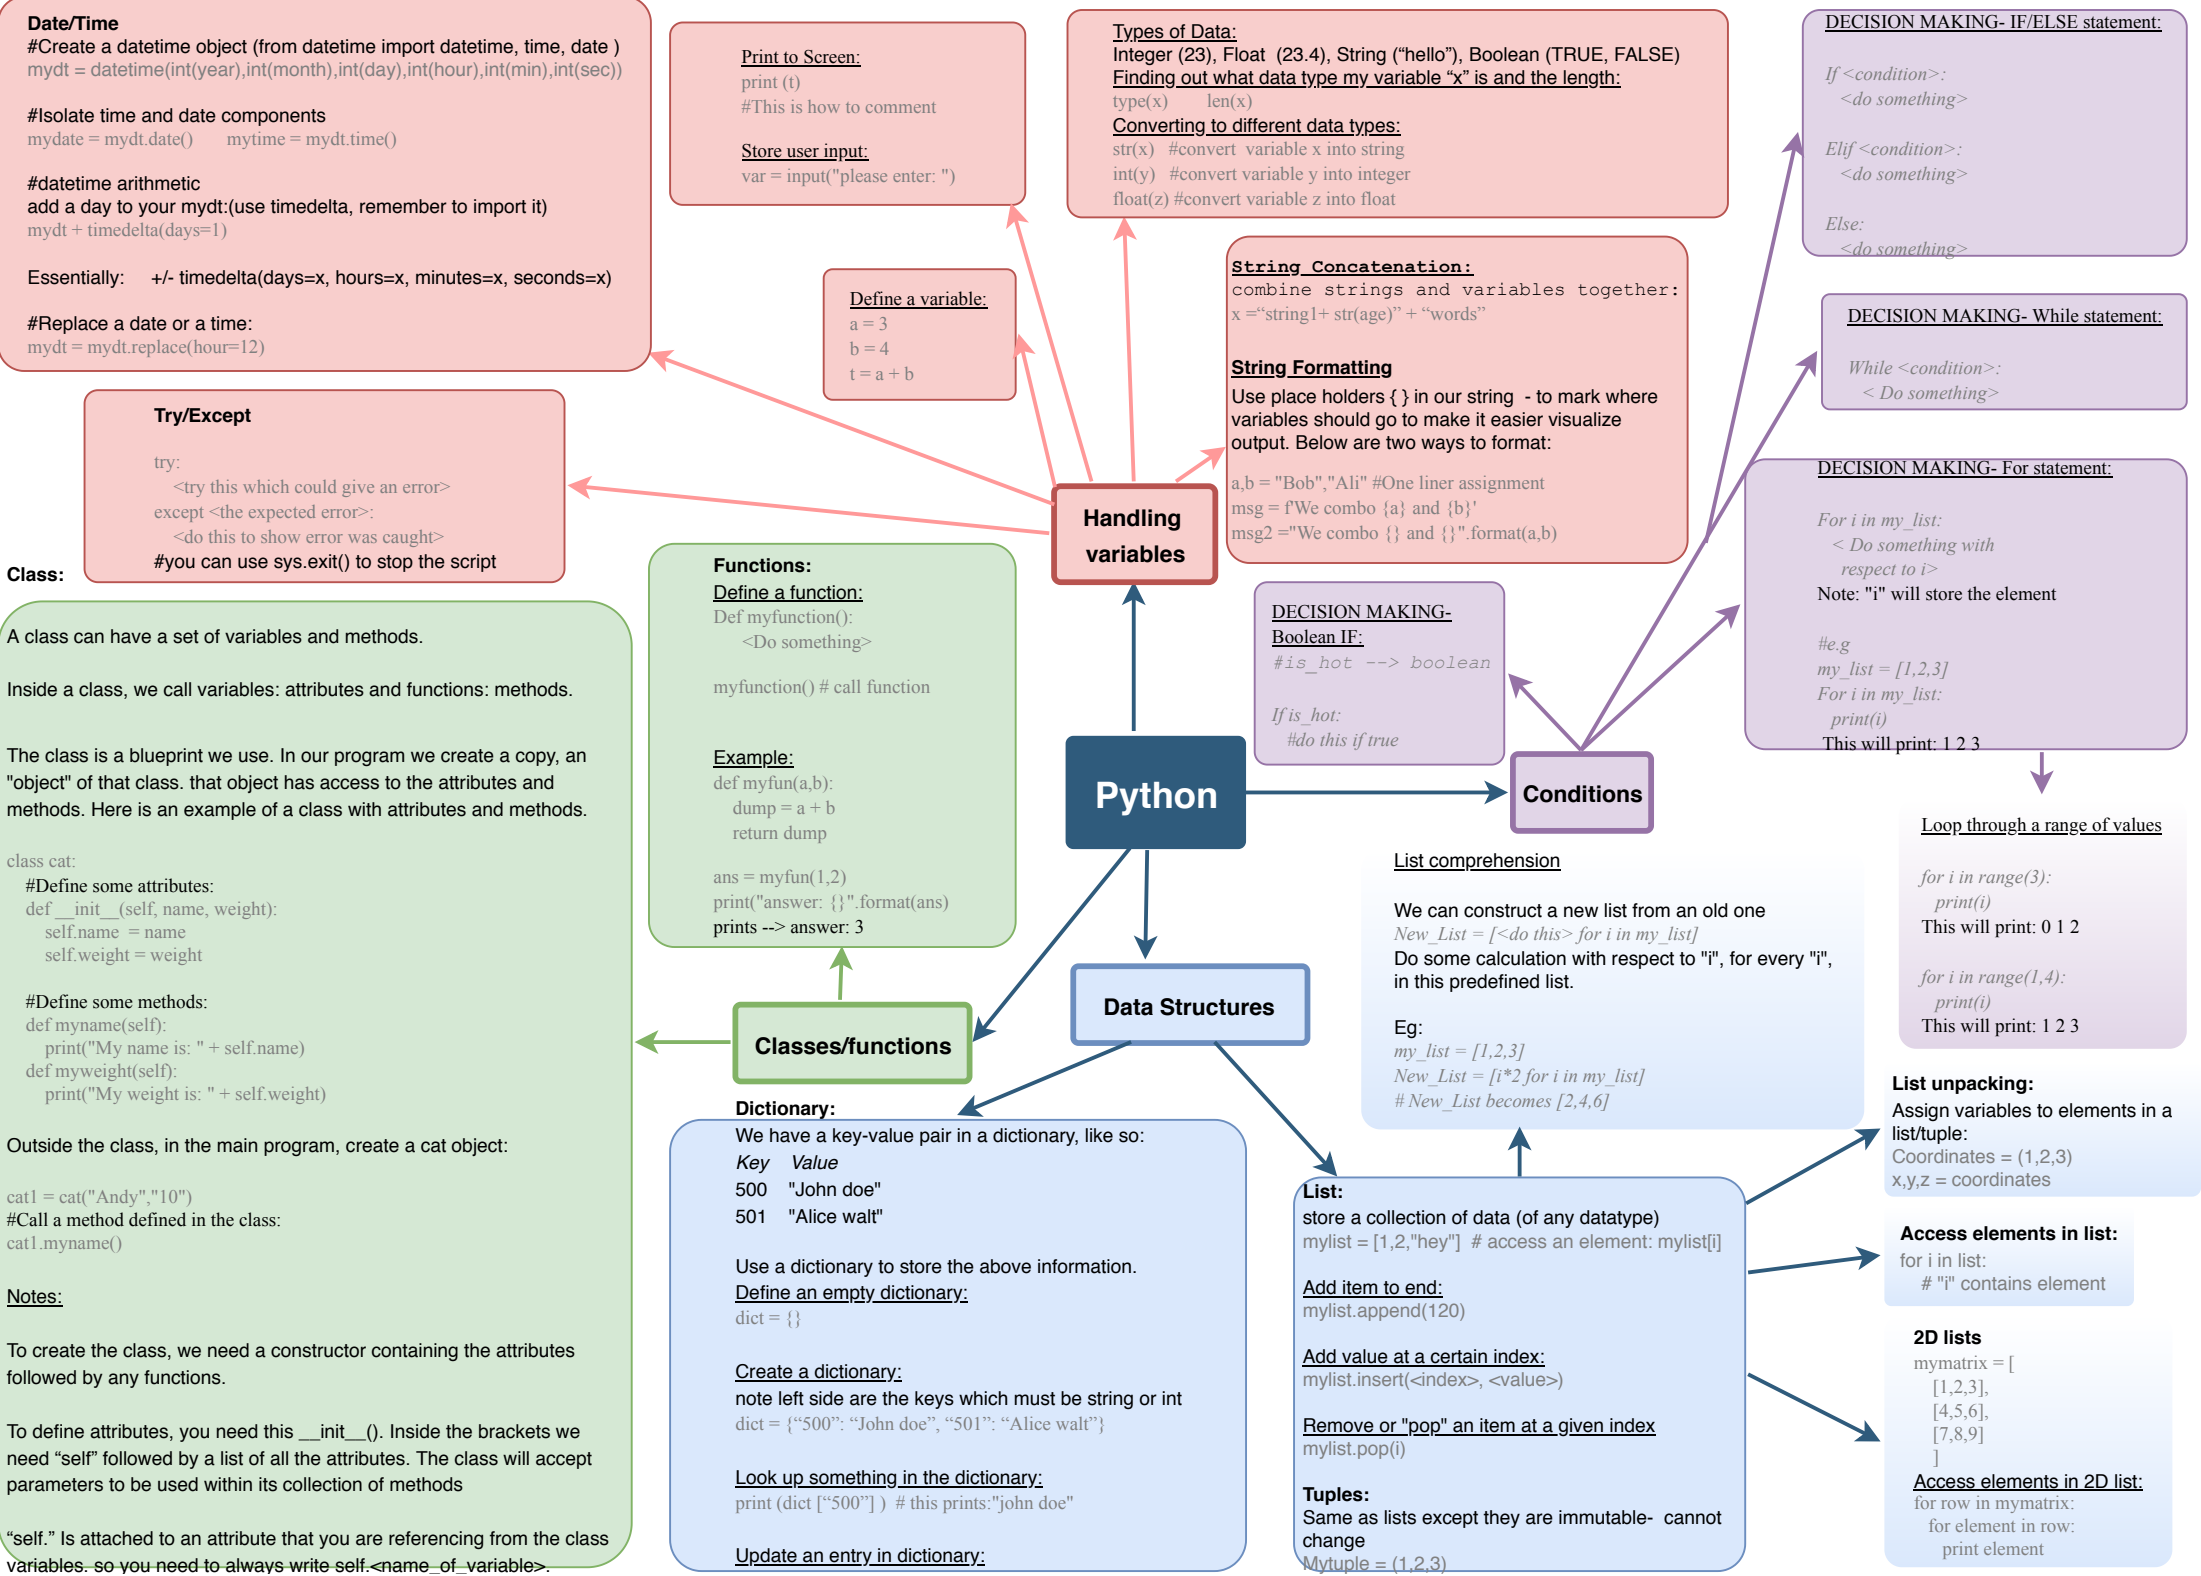 Date/Time
#Create a datetime object (from datetime import datetime, time, date )
mydt = datetime(int(year),int(month),int(day),int(hour),int(min),int(sec))
#Isolate time and date components
mydate = mydt.date() mytime = mydt.time()
#datetime arithmetic
add a day to your mydt:(use timedelta, remember to import it)
mydt + timedelta(days=1)
Essentially: +/- timedelta(days=x, hours=x, minutes=x, seconds=x)
#Replace a date or a time:
mydt = mydt.replace(hour=12)
Print to Screen:
print (t)
#This is how to comment
Store user input:
var = input("please enter: ")
Types of Data:
Integer (23), Float (23.4), String (“hello”), Boolean (TRUE, FALSE)
Finding out what data type my variable “x” is and the length:
type(x) len(x)
Converting to different data types:
str(x) #convert variable x into string
int(y) #convert variable y into integer
float(z) #convert variable z into float
DECISION MAKING- IF/ELSE statement:
If <condition>:
<do something>
Elif <condition>:
<do something>
Else:
<do something>
Define a variable:
a = 3
b = 4
t = a + b
String Concatenation:
combine strings and variables together:
x =“string1+ str(age)” + “words”
String Formatting
Use place holders { } in our string - to mark where
variables should go to make it easier visualize
output. Below are two ways to format:
a,b = "Bob","Ali" #One liner assignment
msg = f'We combo {a} and {b}'
msg2 ="We combo {} and {}".format(a,b)
DECISION MAKING- While statement:
While <condition>:
< Do something>
Try/Except
try:
<try this which could give an error>
except <the expected error>:
<do this to show error was caught>
#you can use sys.exit() to stop the script
Handling
variables
DECISION MAKING- For statement:
For i in my_list:
< Do something with
respect to i>
Note: "i" will store the element
#e.g
my_list = [1,2,3]
For i in my_list:
print(i)
This will print: 1 2 3
Class:
A class can have a set of variables and methods.
Inside a class, we call variables: attributes and functions: methods.
The class is a blueprint we use. In our program we create a copy, an
"object" of that class. that object has access to the attributes and
methods. Here is an example of a class with attributes and methods.
class cat:
#Define some attributes:
def __init__(self, name, weight):
self.name = name
self.weight = weight
#Define some methods:
def myname(self):
print("My name is: " + self.name)
def myweight(self):
print("My weight is: " + self.weight)
Outside the class, in the main program, create a cat object:
cat1 = cat("Andy","10")
#Call a method defined in the class:
cat1.myname()
Notes:
To create the class, we need a constructor containing the attributes
followed by any functions.
To define attributes, you need this __init__(). Inside the brackets we
need “self” followed by a list of all the attributes. The class will accept
parameters to be used within its collection of methods
“self.” Is attached to an attribute that you are referencing from the class
variables. so you need to always write self.<name_of_variable>.
Functions:
Define a function:
Def myfunction():
<Do something>
myfunction() # call function
Example:
def myfun(a,b):
dump = a + b
return dump
ans = myfun(1,2)
print("answer: {}".format(ans)
prints --> answer: 3
DECISION MAKING-
Boolean IF:
#is_hot --> boolean
If is_hot:
#do this if true
Python
Conditions
Loop through a range of values
for i in range(3):
print(i)
This will print: 0 1 2
for i in range(1,4):
print(i)
This will print: 1 2 3
List comprehension
We can construct a new list from an old one
New_List = [<do this> for i in my_list]
Do some calculation with respect to "i", for every "i",
in this predefined list.
Eg:
my_list = [1,2,3]
New_List = [i*2 for i in my_list]
# New_List becomes [2,4,6]
Data Structures
Classes/functions
Dictionary:
We have a key-value pair in a dictionary, like so:
Key Value
500 "John doe"
501 "Alice walt"
Use a dictionary to store the above information.
Define an empty dictionary:
dict = {}
Create a dictionary:
note left side are the keys which must be string or int
dict = {“500”: “John doe”, “501”: “Alice walt”}
Look up something in the dictionary:
print (dict [“500”] ) # this prints:"john doe"
Update an entry in dictionary:
List:
store a collection of data (of any datatype)
mylist = [1,2,"hey"] # access an element: mylist[i]
Add item to end:
mylist.append(120)
Add value at a certain index:
mylist.insert(<index>, <value>)
Remove or "pop" an item at a given index
mylist.pop(i)
Tuples:
Same as lists except they are immutable- cannot
change
Mytuple = (1,2,3)
List unpacking:
Assign variables to elements in a
list/tuple:
Coordinates = (1,2,3)
x,y,z = coordinates
Access elements in list:
for i in list:
# "i" contains element
2D lists
mymatrix = [
[1,2,3],
[4,5,6],
[7,8,9]
]
Access elements in 2D list:
for row in mymatrix:
for element in row:
print element